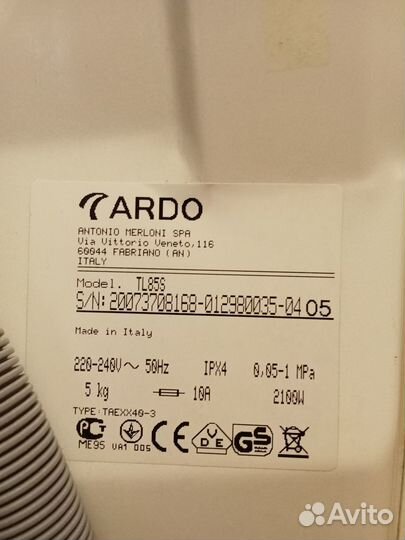 ARDO
ANTONIO MERLONI SPA
Via Vittorio Veneto,116
60044 FABRIANO (AN)
ITALY
Model. TL85S
S/N: 20073708168-012980035-04 05
Made in Italy
220-240V ~ 50Hz IPX4 0,05-1 MPa
5 kg 10A 2100W
TYPE: TAEXX40-3
ME95 VA1 005 VDE GS
Avito